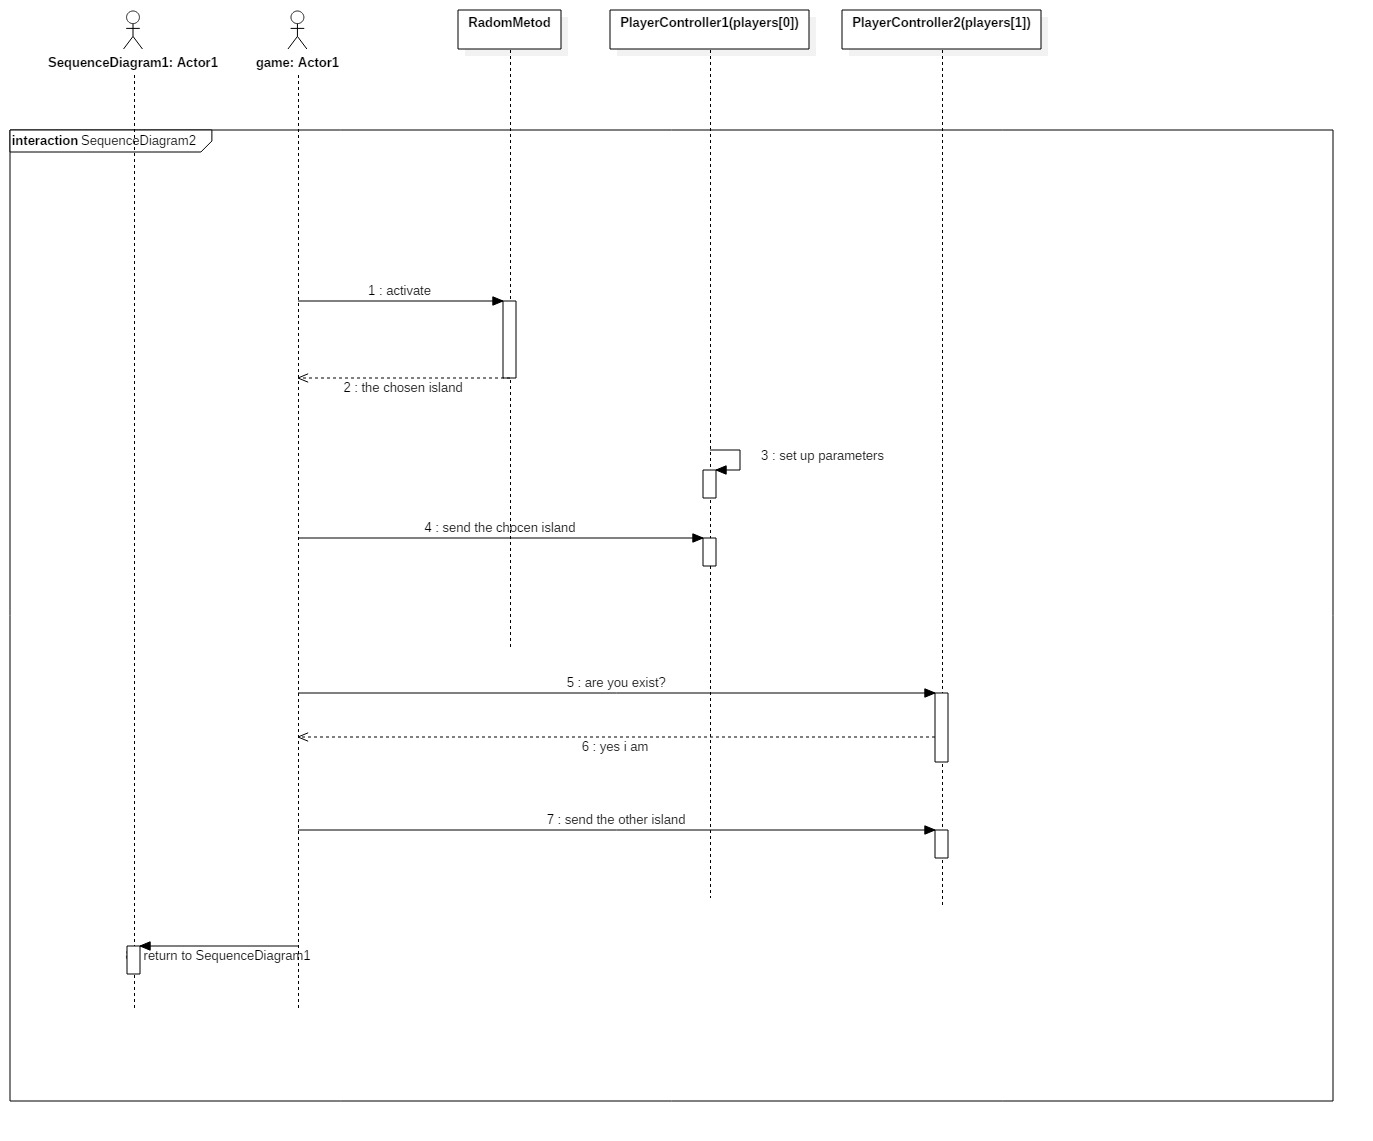 RadomMetod
PlayerController1(players[0])
PlayerController2(players[1])
SequenceDiagram1: Actor1
game: Actor1
interaction SequenceDiagram2
1 : activate
2 : the chosen island
3 : set up parameters
4 : send the chocen island
5 : are you exist?
6 : yes i am
7 : send the other island
return to SequenceDiagram1